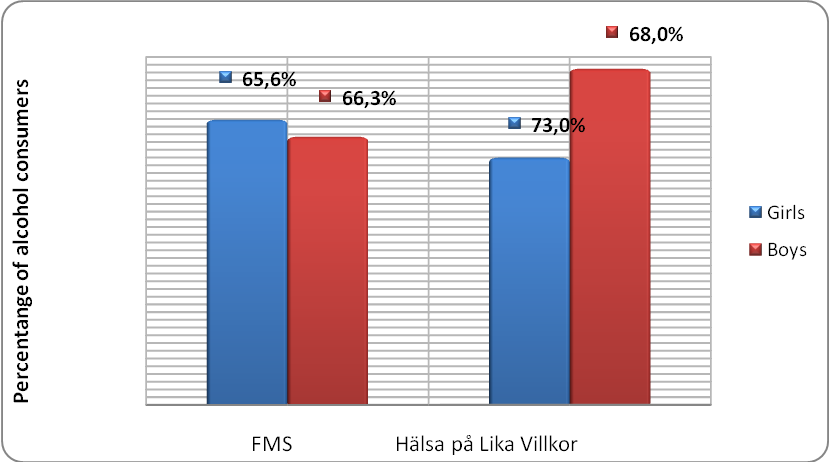 Percentange of alcohol consumers
65,6%
66,3%
73,0%
68,0%
Girls
Boys
FMS
Hälsa på Lika Villkor